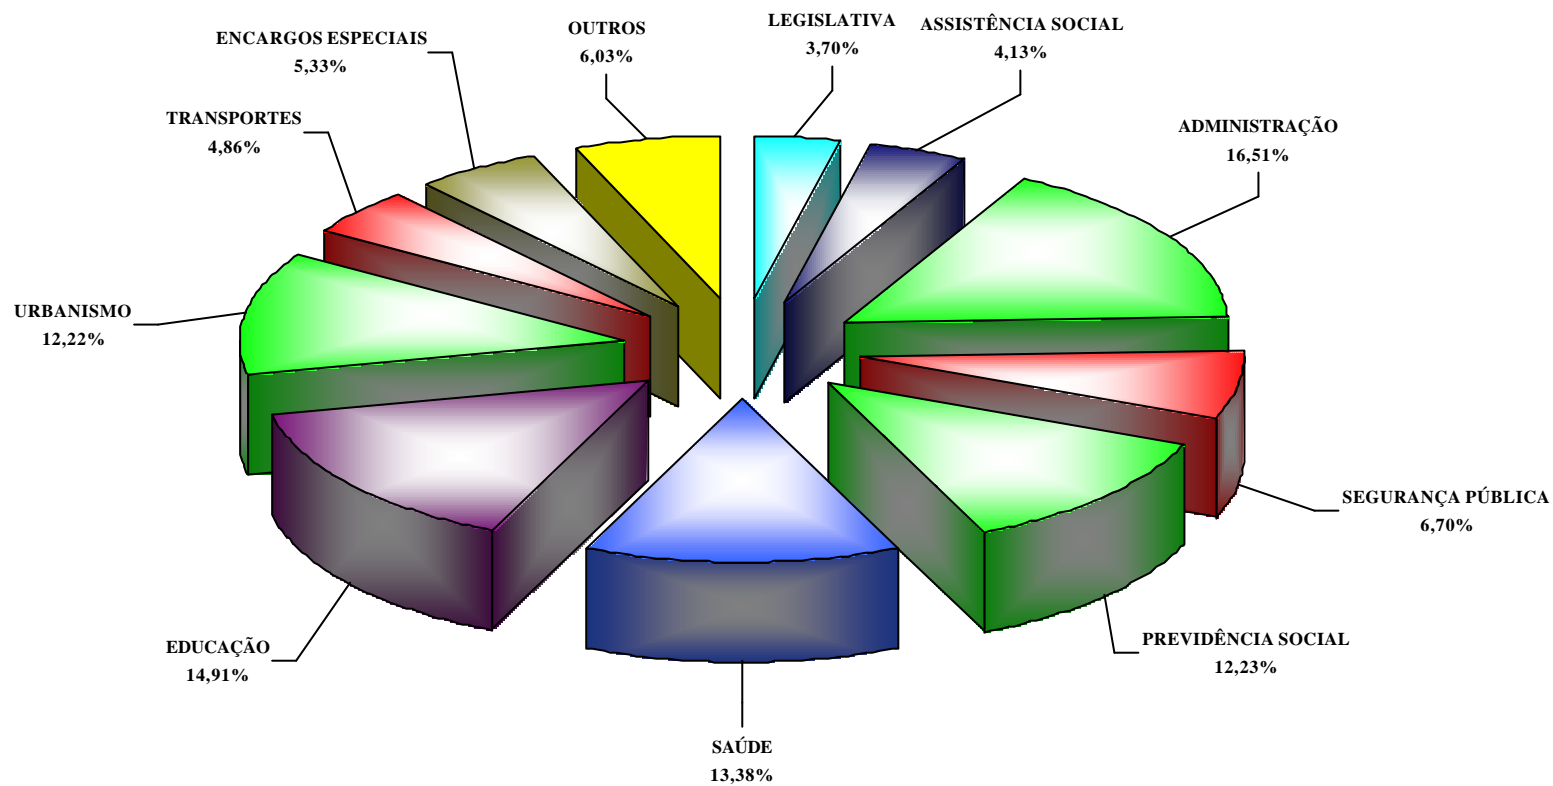 LEGISLATIVA
3,70%
ASSISTÊNCIA SOCIAL
4,13%
ADMINISTRAÇÃO
16,51%
SEGURANÇA PÚBLICA
6,70%
PREVIDÊNCIA SOCIAL
12,23%
SAÚDE
13,38%
EDUCAÇÃO
14,91%
URBANISMO
12,22%
TRANSPORTES
4,86%
ENCARGOS ESPECIAIS
5,33%
OUTROS
6,03%